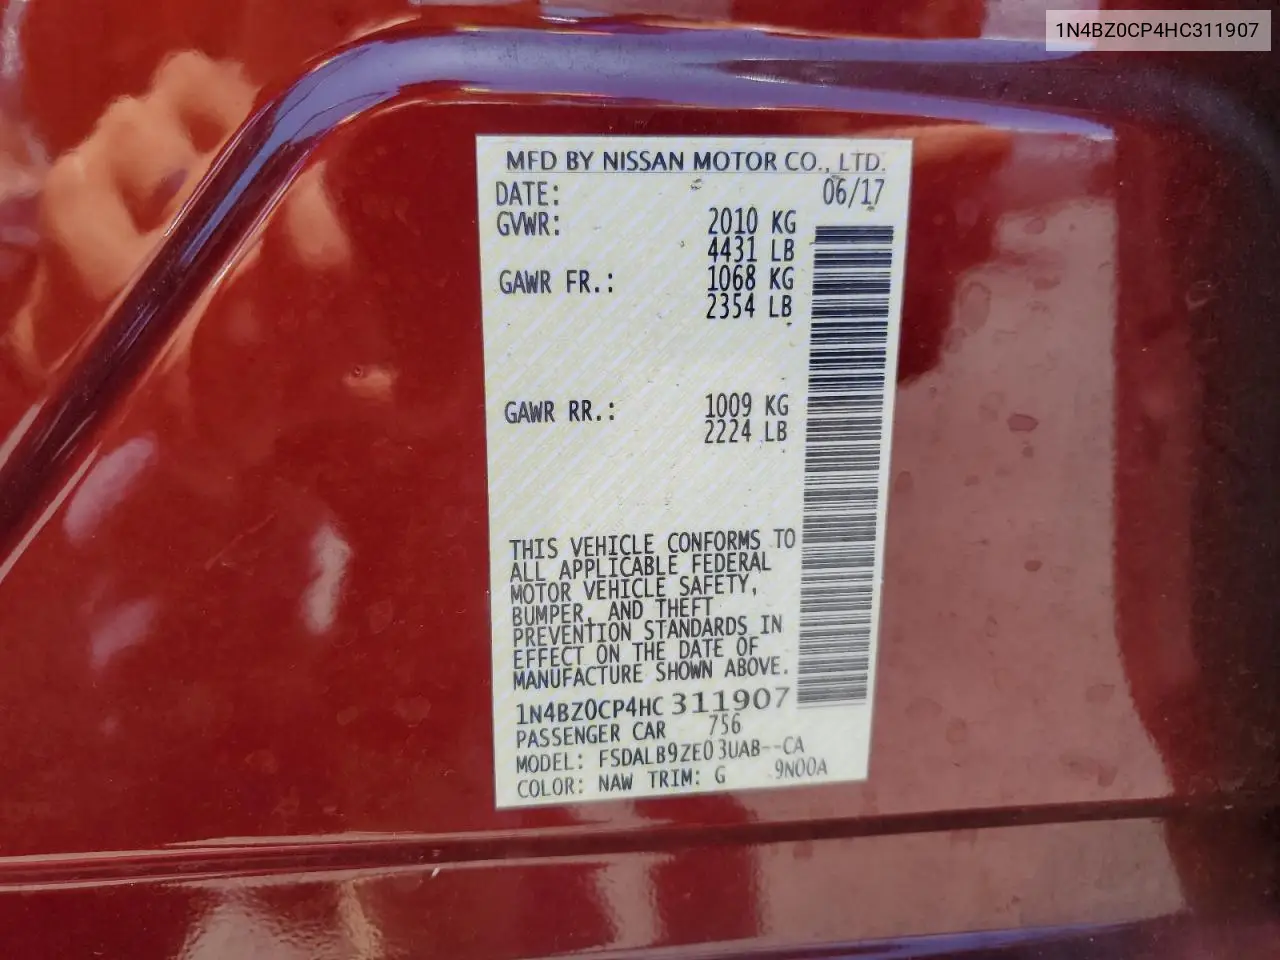 1N4BZ0CP4HC311907
MFD BY NISSAN MOTOR CO., LTD.
DATE: 06/17
GVWR: 2010 KG
4431 LB
GAWR FR.: 1068 KG
2354 LB
GAWR RR.: 1009 KG
2224 LB
THIS VEHICLE CONFORMS TO
ALL APPLICABLE FEDERAL
MOTOR VEHICLE SAFETY,
BUMPER, AND THEFT
PREVENTION STANDARDS IN
EFFECT ON THE DATE OF
MANUFACTURE SHOWN ABOVE.
1N4BZ0CP4HC 311907
PASSENGER CAR 756
MODEL: FSDALB9ZE03UAB--CA
COLOR: NAW TRIM: G 9N00A